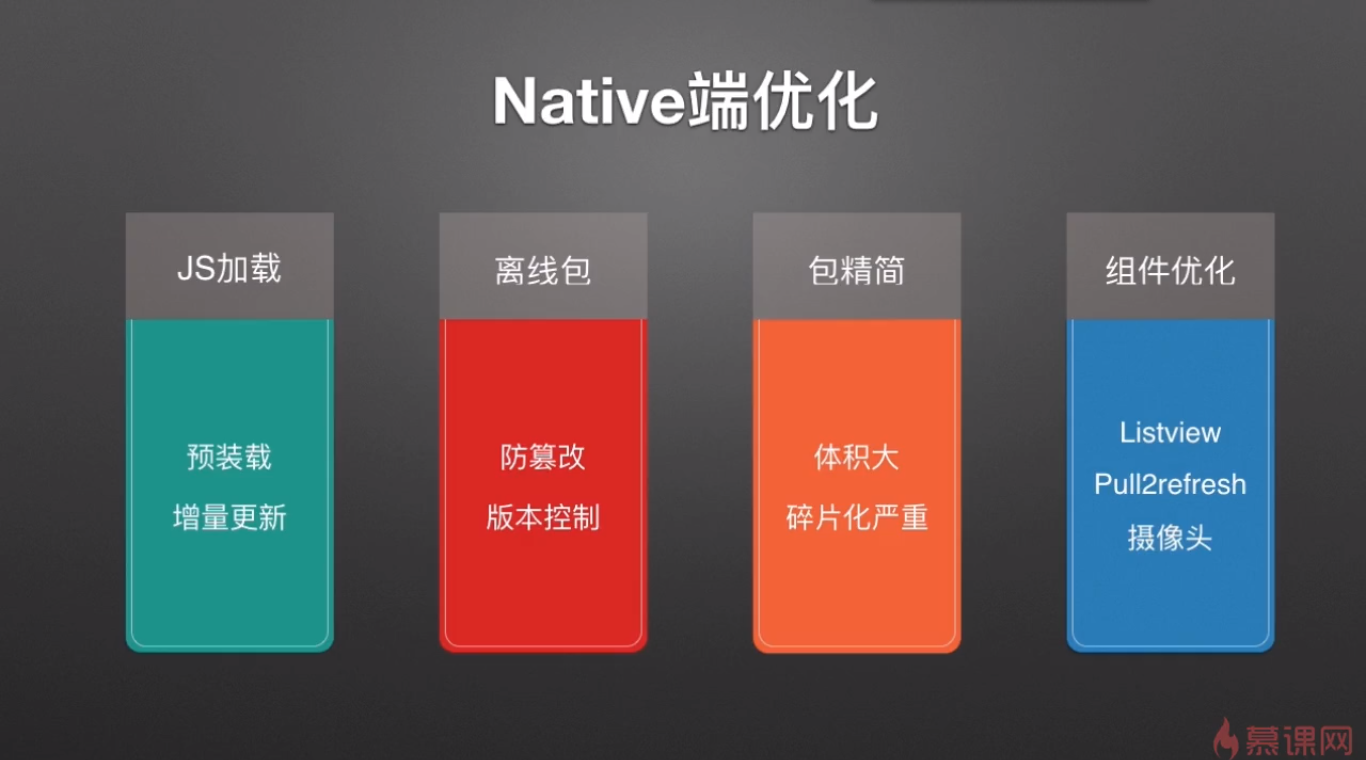 Native端优化
JS加载
预装载
增量更新
离线包
防篡改
版本控制
包精简
体积大
碎片化严重
组件优化
Listview
Pull2refresh
摄像头
慕课网